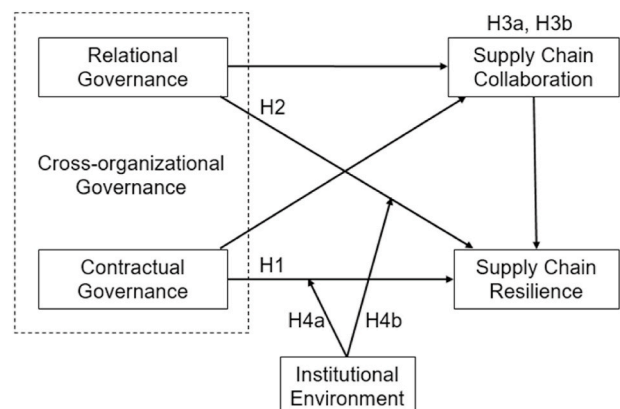 H3a, H3b
Relational
Governance
Supply Chain
Collaboration
H2
Cross-organizational
Governance
Contractual
Governance
H1
Supply Chain
Resilience
H4a
H4b
Institutional
Environment